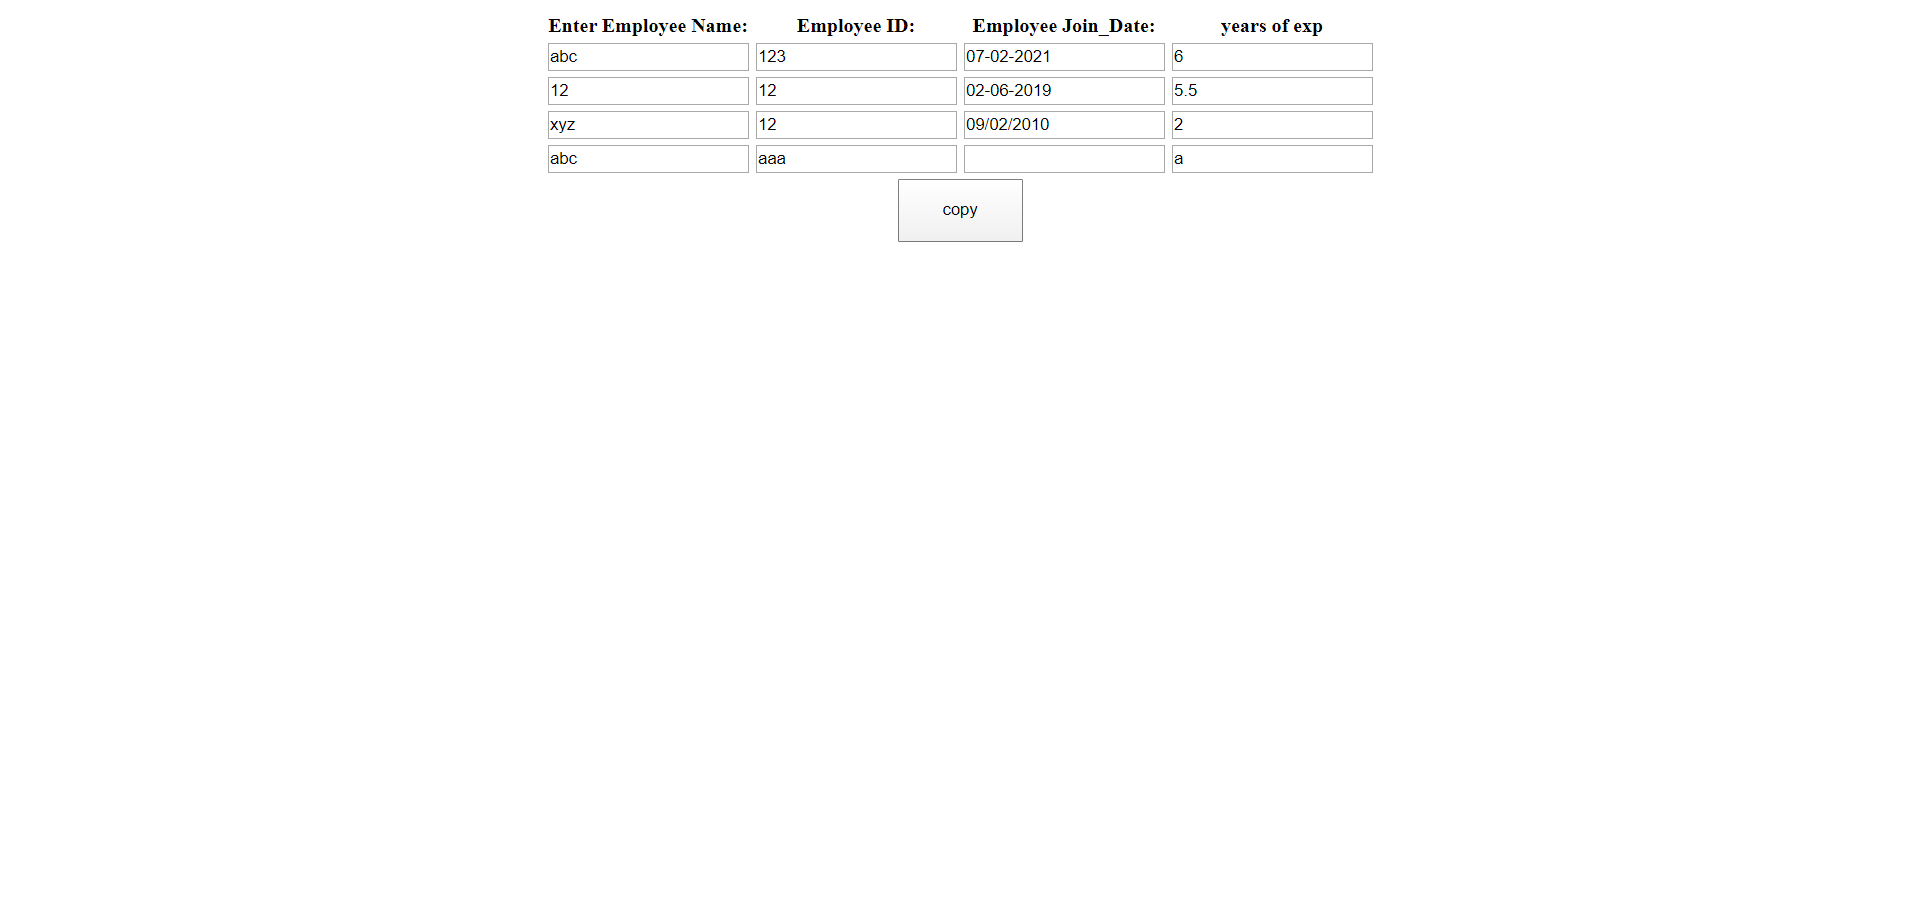 Enter Employee Name: Employee ID: Employee Join_Date: years of exp
abc 123 07-02-2021 6
12 12 02-06-2019 5.5
xyz 12 09/02/2010 2
abc aaa a
copy